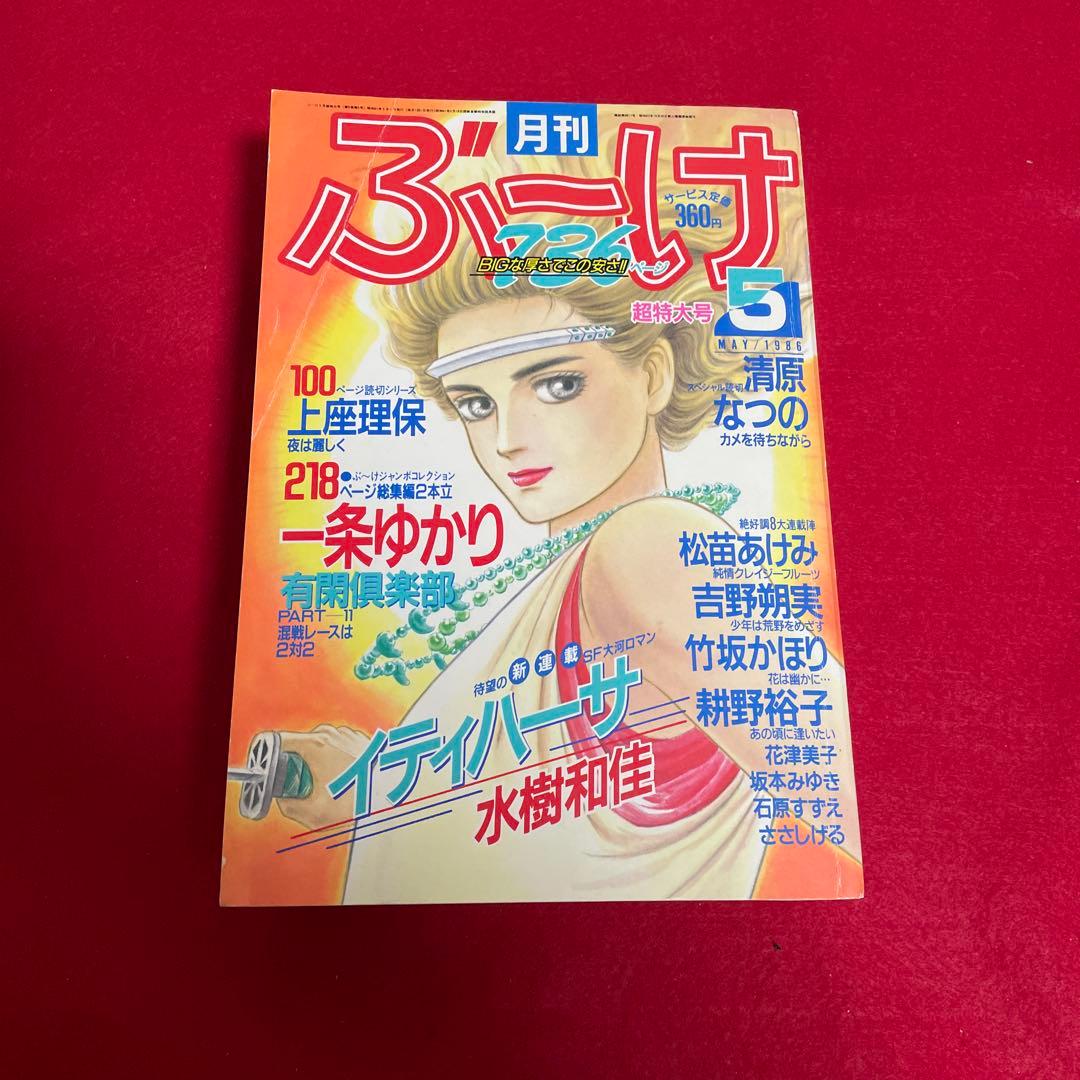 月刊
ぶ〜け
サービス定価
360円
736ページ
BIGな厚さでこの安さ!!
超特大号
5
MAY/1986
100ページ読切シリーズ
上座理保
夜は麗しく
218●ぶ〜けジャンボコレクション
ページ総集編2本立
一条ゆかり
有閑倶楽部
PART—11
混戦レースは
2対2
スペシャル読切
清原
なつの
カメを待ちながら
絶好調8大連載陣
松苗あけみ
純情クレイジーフルーツ
吉野朔実
少年は荒野をめざす
竹坂かほり
花は幽かに…
耕野裕子
あの頃に逢いたい
花津美子
坂本みゆき
石原すずえ
ささしげる
待望の新連載SF大河ロマン
イティハーサ
水樹和佳